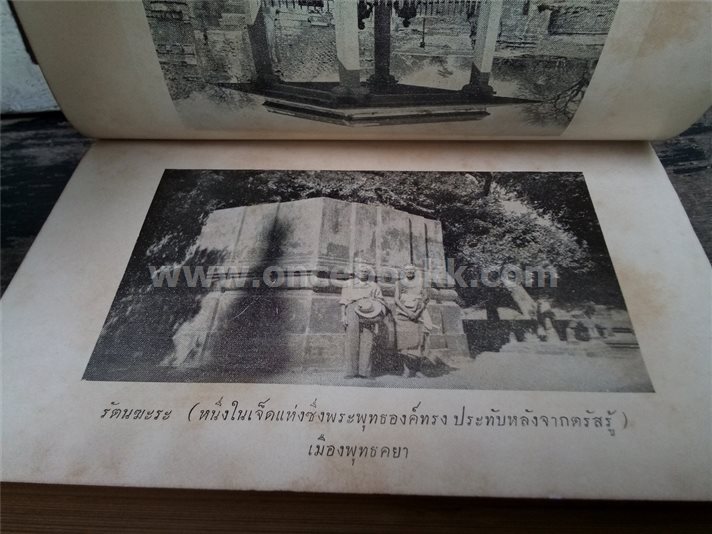 www.oncebookk.com
รัตนฆะระ (หนึ่งในเจ็ดแห่งซึ่งพระพุทธองค์ทรง ประทับหลังจากตรัสรู้)
เมืองพุทธคยา